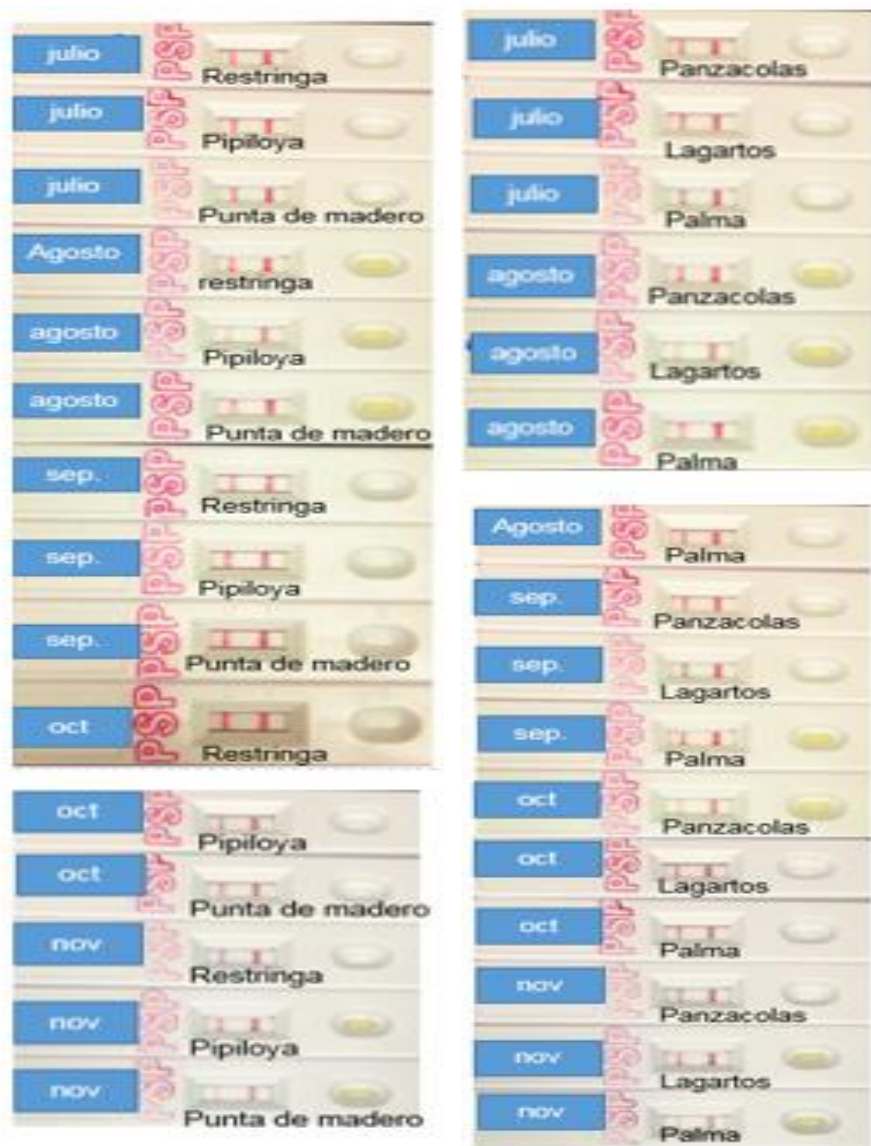 julio PSP Restringa
julio PSP Pipiloya
julio PSP Punta de madero
Agosto PSP restringa
agosto PSP Pipiloya
agosto PSP Punta de madero
sep. PSP Restringa
sep. PSP Pipiloya
sep. PSP Punta de madero
oct PSP Restringa
oct PSP Pipiloya
oct PSP Punta de madero
nov PSP Restringa
nov PSP Pipiloya
nov PSP Punta de madero
julio PSP Panzacolas
julio PSP Lagartos
julio PSP Palma
agosto PSP Panzacolas
agosto PSP Lagartos
agosto PSP Palma
Agosto PSP Palma
sep. PSP Panzacolas
sep. PSP Lagartos
sep. PSP Palma
oct PSP Panzacolas
oct PSP Lagartos
oct PSP Palma
nov PSP Panzacolas
nov PSP Lagartos
nov PSP Palma